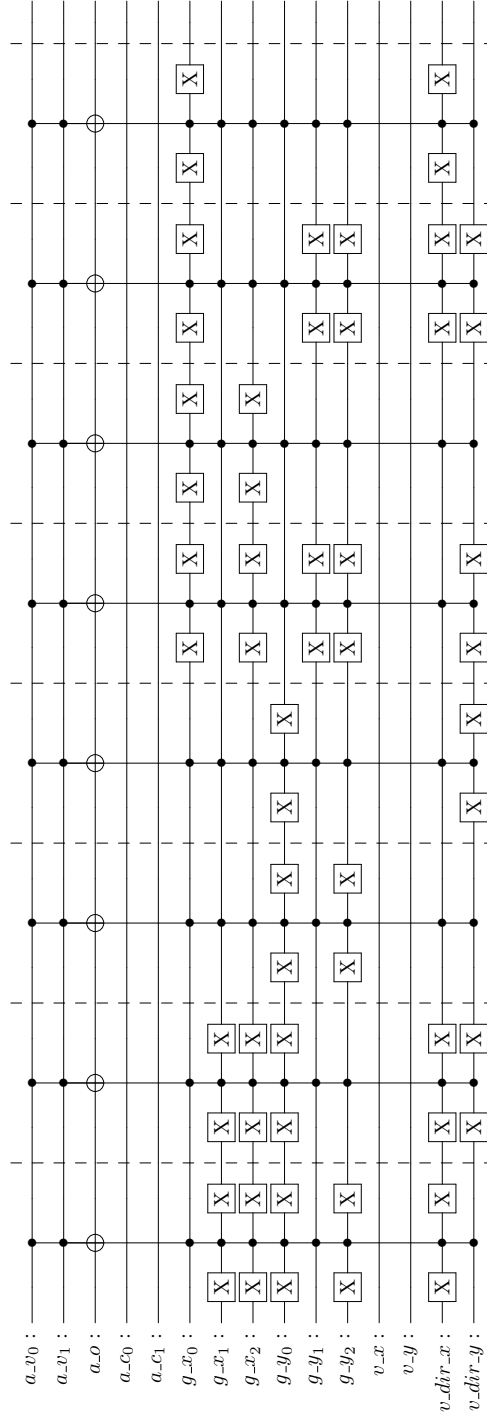 a_v₀ :
a_v₁ :
a_o :
a_c₀ :
a_c₁ :
g_x₀ : X X X X X X X X
g_x₁ : X X X X
g_x₂ : X X X X X X X X
g_y₀ : X X X X X X X X
g_y₁ : X X X X
g_y₂ : X X X X X X X X
v_x :
v_y :
v_dir_x : X X X X X X X X
v_dir_y : X X X X X X X X